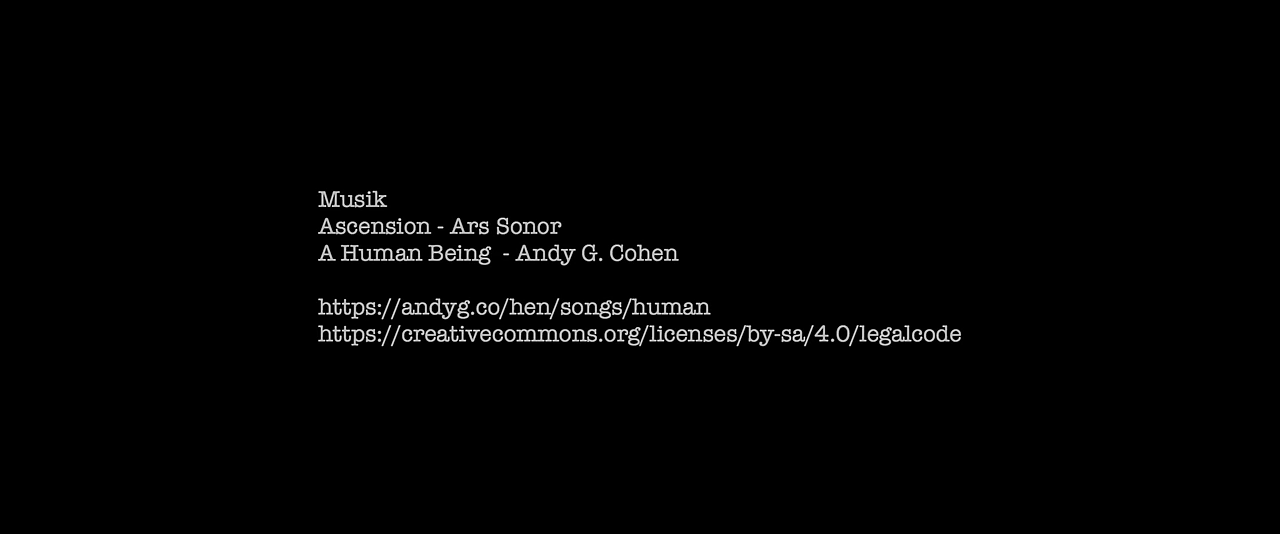 Musik
Ascension - Ars Sonor
A Human Being  - Andy G. Cohen
https://andyg.co/hen/songs/human
https://creativecommons.org/licenses/by-sa/4.0/legalcode